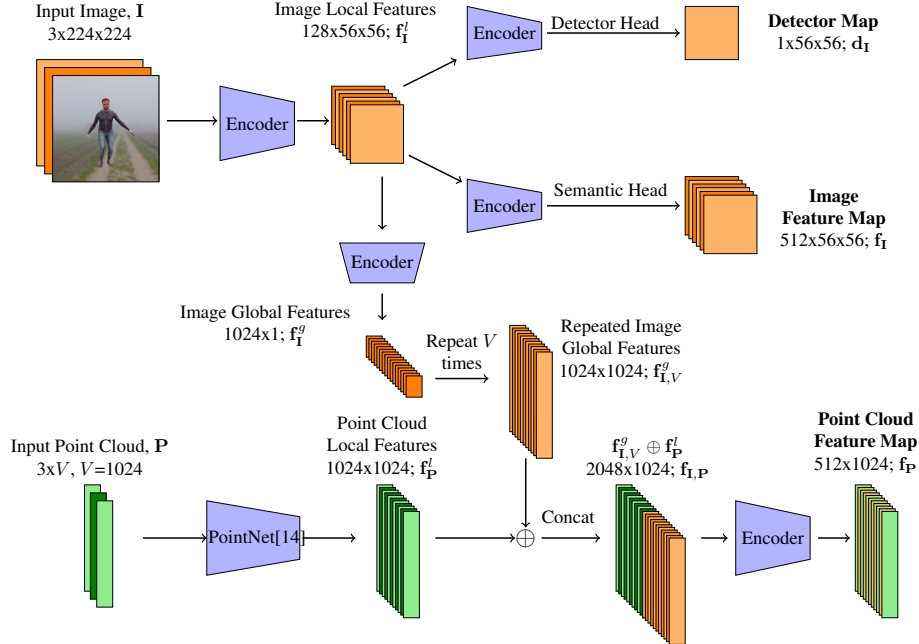 Input Image, I
3x224x224
Encoder
Image Local Features
128x56x56; f_I^l
Encoder
Detector Head
Detector Map
1x56x56; d_I
Encoder
Semantic Head
Image
Feature Map
512x56x56; f_I
Encoder
Image Global Features
1024x1; f_I^g
Repeat V
times
Repeated Image
Global Features
1024x1024; f_{I,V}^g
Input Point Cloud, P
3xV, V=1024
PointNet[14]
Point Cloud
Local Features
1024x1024; f_P^l
⊕
Concat
f_{I,V}^g ⊕ f_P^l
2048x1024; f_{I,P}
Encoder
Point Cloud
Feature Map
512x1024; f_P